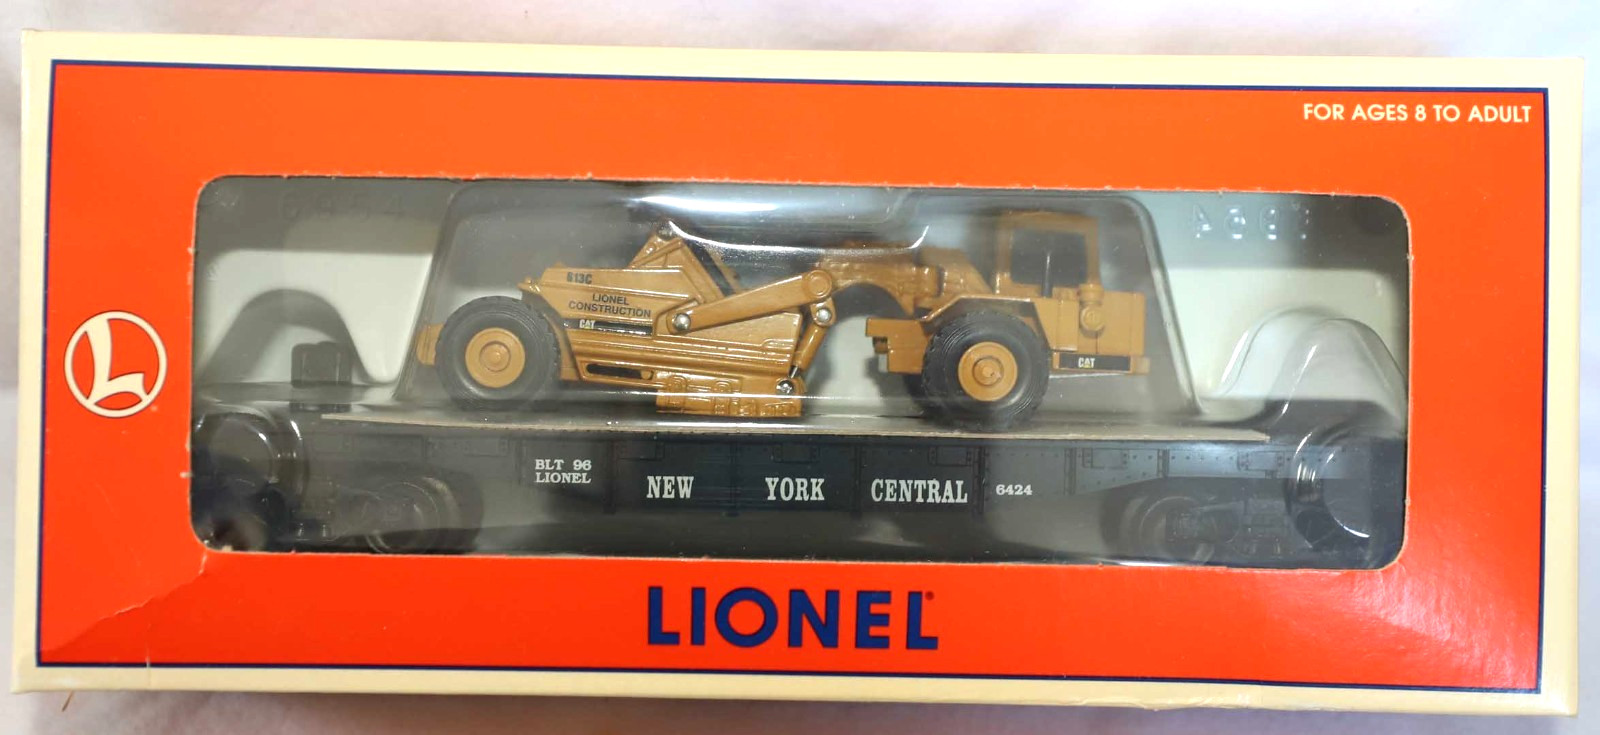 FOR AGES 8 TO ADULT
613C
LIONEL
CONSTRUCTION
CAT
CAT
L
BLT 96
LIONEL
NEW YORK CENTRAL 6424
LIONEL